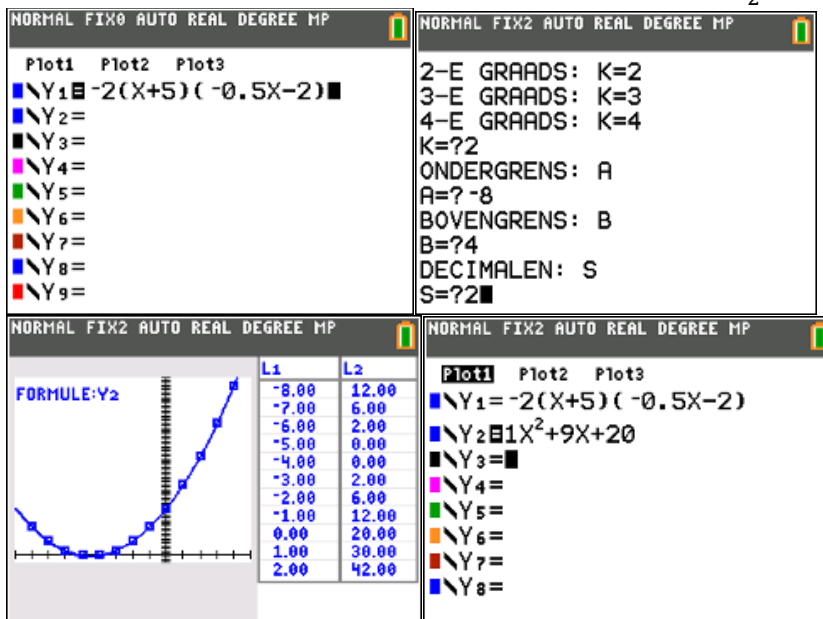 2
NORMAL FIX0 AUTO REAL DEGREE MP
Plot1 Plot2 Plot3
\Y1=-2(X+5)(-0.5X-2)
\Y2=
\Y3=
\Y4=
\Y5=
\Y6=
\Y7=
\Y8=
\Y9=
NORMAL FIX2 AUTO REAL DEGREE MP
2-E GRAADS: K=2
3-E GRAADS: K=3
4-E GRAADS: K=4
K=?2
ONDERGRENS: A
A=?-8
BOVENGRENS: B
B=?4
DECIMALEN: S
S=?2
NORMAL FIX2 AUTO REAL DEGREE MP
FORMULE:Y2
L1 L2
-8.00 12.00
-7.00 6.00
-6.00 2.00
-5.00 0.00
-4.00 0.00
-3.00 2.00
-2.00 6.00
-1.00 12.00
0.00 20.00
1.00 30.00
2.00 42.00
NORMAL FIX2 AUTO REAL DEGREE MP
Plot1 Plot2 Plot3
\Y1=-2(X+5)(-0.5X-2)
\Y2=1X²+9X+20
\Y3=
\Y4=
\Y5=
\Y6=
\Y7=
\Y8=